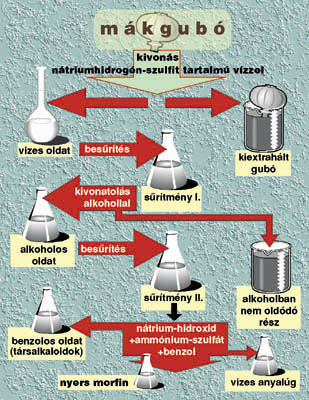 mákgubó
kivonás
nátriumhidrogén-szulfit tartalmú vízzel
vizes oldat
besűrítés
sűrítmény I.
kiextrahált
gubó
kivonatolás
alkohollal
alkoholos
oldat
besűrítés
sűrítmény II.
alkoholban
nem oldódó
rész
benzolos oldat
(társalkaloidok)
nátrium-hidroxid
+ammónium-szulfát
+benzol
nyers morfin
vizes anyalúg